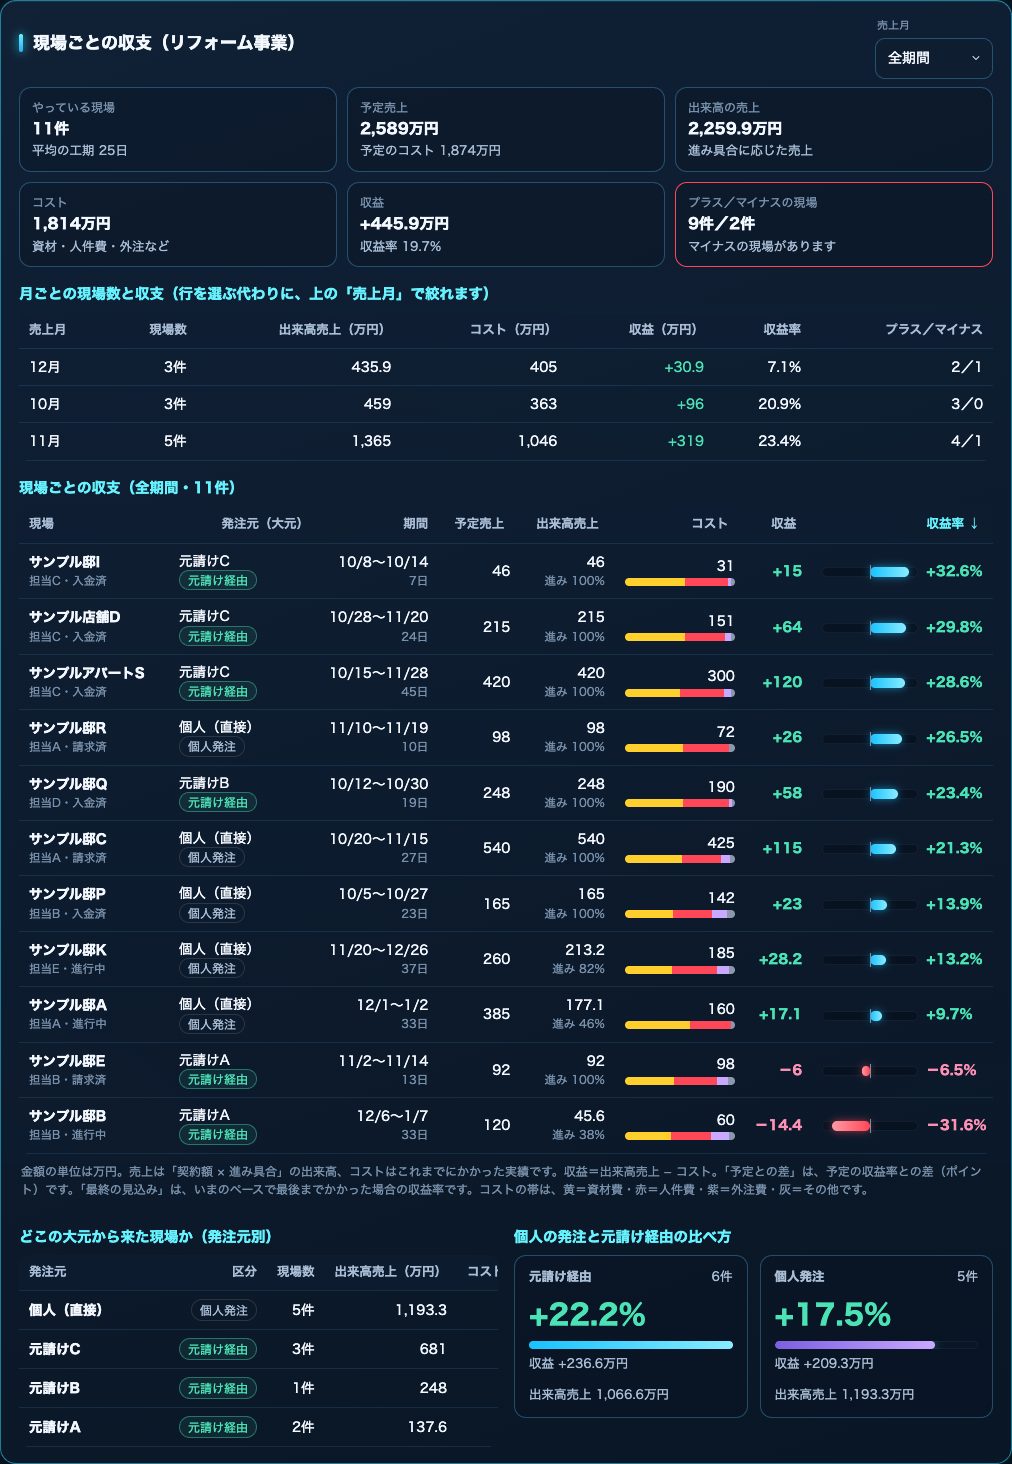 現場ごとの収支（リフォーム事業）
売上月
全期間
やっている現場
11件
平均の工期 25日
予定売上
2,589万円
予定のコスト 1,874万円
出来高の売上
2,259.9万円
進み具合に応じた売上
コスト
1,814万円
資材・人件費・外注など
収益
+445.9万円
収益率 19.7%
プラス／マイナスの現場
9件／2件
マイナスの現場があります
月ごとの現場数と収支（行を選ぶ代わりに、上の「売上月」で絞れます）
売上月 現場数 出来高売上（万円） コスト（万円） 収益（万円） 収益率 プラス／マイナス
12月 3件 435.9 405 +30.9 7.1% 2／1
10月 3件 459 363 +96 20.9% 3／0
11月 5件 1,365 1,046 +319 23.4% 4／1
現場ごとの収支（全期間・11件）
現場 発注元（大元） 期間 予定売上 出来高売上 コスト 収益 収益率 ↓
サンプル邸I 元請けC 10/8〜10/14 46 46 31 +15 +32.6%
担当C・入金済 元請け経由 7日 進み 100%
サンプル店舗D 元請けC 10/28〜11/20 215 215 151 +64 +29.8%
担当C・入金済 元請け経由 24日 進み 100%
サンプルアパートS 元請けC 10/15〜11/28 420 420 300 +120 +28.6%
担当C・入金済 元請け経由 45日 進み 100%
サンプル邸R 個人（直接） 11/10〜11/19 98 98 72 +26 +26.5%
担当A・請求済 個人発注 10日 進み 100%
サンプル邸Q 元請けB 10/12〜10/30 248 248 190 +58 +23.4%
担当D・入金済 元請け経由 19日 進み 100%
サンプル邸C 個人（直接） 10/20〜11/15 540 540 425 +115 +21.3%
担当A・請求済 個人発注 27日 進み 100%
サンプル邸P 個人（直接） 10/5〜10/27 165 165 142 +23 +13.9%
担当B・入金済 個人発注 23日 進み 100%
サンプル邸K 個人（直接） 11/20〜12/26 260 213.2 185 +28.2 +13.2%
担当E・進行中 個人発注 37日 進み 82%
サンプル邸A 個人（直接） 12/1〜1/2 385 177.1 160 +17.1 +9.7%
担当A・進行中 個人発注 33日 進み 46%
サンプル邸E 元請けA 11/2〜11/14 92 92 98 −6 −6.5%
担当B・請求済 元請け経由 13日 進み 100%
サンプル邸B 元請けA 12/6〜1/7 120 45.6 60 −14.4 −31.6%
担当B・進行中 元請け経由 33日 進み 38%
金額の単位は万円。売上は「契約額 × 進み具合」の出来高、コストはこれまでにかかった実績です。収益＝出来高売上 − コスト。「予定との差」は、予定の収益率との差（ポイン
ト）です。「最終の見込み」は、いまのペースで最後までかかった場合の収益率です。コストの帯は、黄＝資材費・赤＝人件費・紫＝外注費・灰＝その他です。
どこの大元から来た現場か（発注元別）
発注元 区分 現場数 出来高売上（万円） コスト
個人（直接） 個人発注 5件 1,193.3
元請けC 元請け経由 3件 681
元請けB 元請け経由 1件 248
元請けA 元請け経由 2件 137.6
個人の発注と元請け経由の比べ方
元請け経由 6件
+22.2%
収益 +236.6万円
出来高売上 1,066.6万円
個人発注 5件
+17.5%
収益 +209.3万円
出来高売上 1,193.3万円